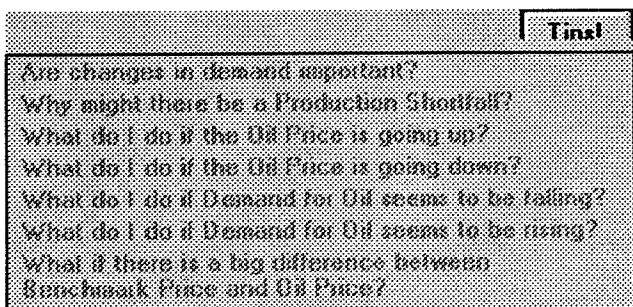 Tinal
Are changes in demand important?
Why might there be a Production Shortfall?
What do I do if the Oil Price is going up?
What do I do if the Oil Price is going down?
What do I do if Demand for Oil seems to be falling?
What do I do if Demand for Oil seems to be rising?
What if there is a big difference between
Benchmark Price and Oil Price?